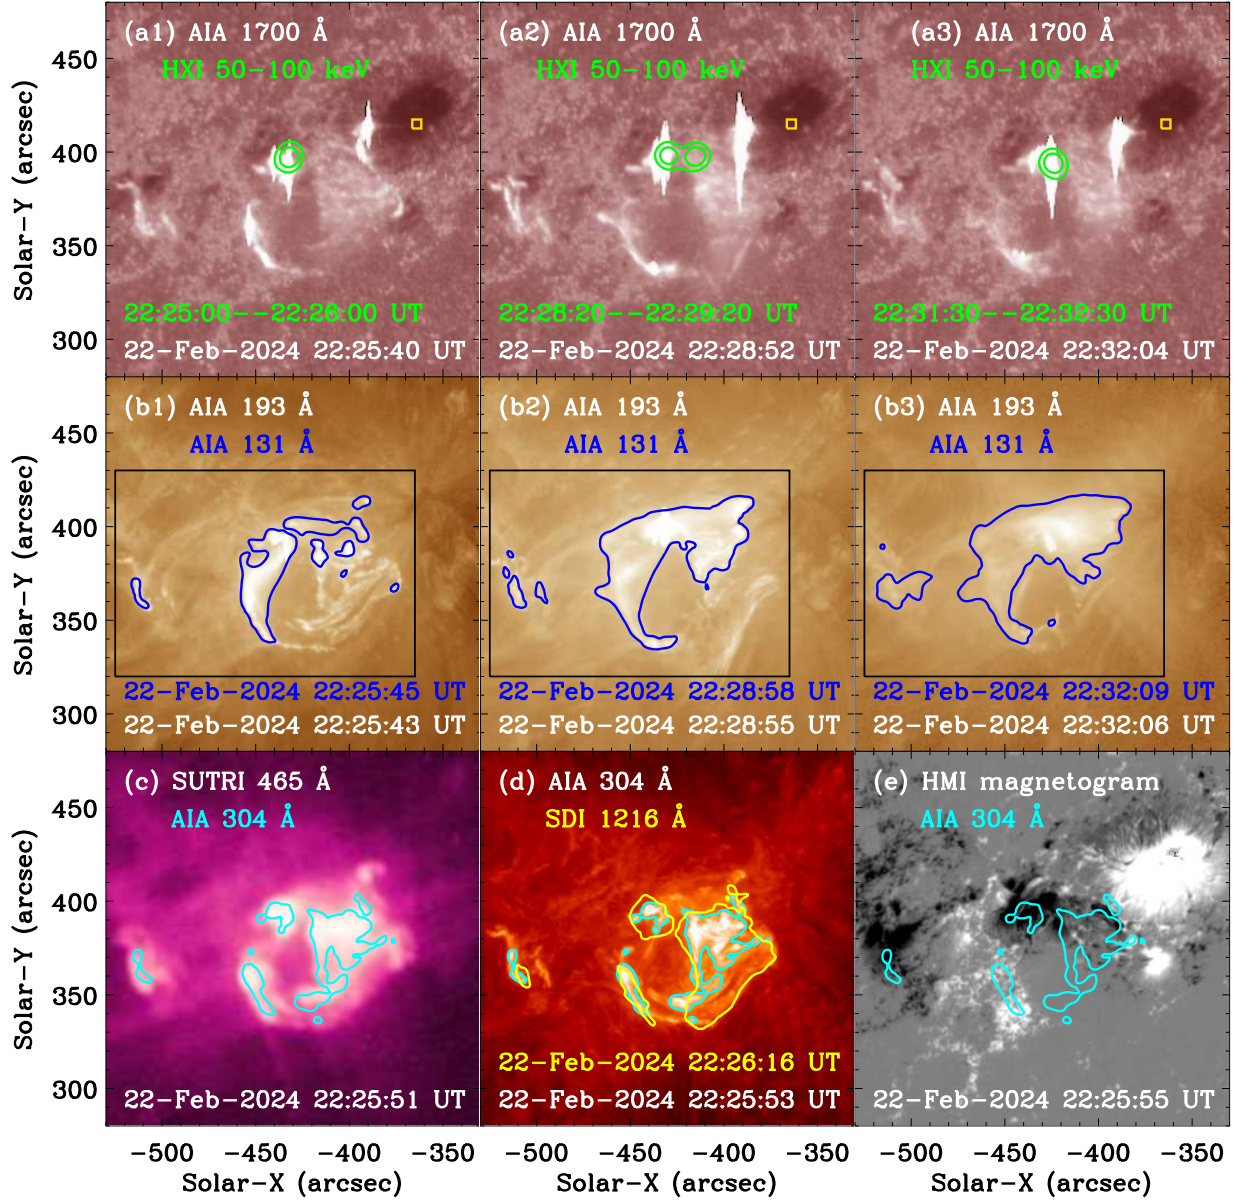 (a1) AIA 1700 Å
HXI 50−100 keV
22:25:00−−22:26:00 UT
22−Feb−2024 22:25:40 UT
(a2) AIA 1700 Å
HXI 50−100 keV
22:28:20−−22:29:20 UT
22−Feb−2024 22:28:52 UT
(a3) AIA 1700 Å
HXI 50−100 keV
22:31:30−−22:32:30 UT
22−Feb−2024 22:32:04 UT
450
400
350
300
Solar−Y (arcsec)
(b1) AIA 193 Å
AIA 131 Å
22−Feb−2024 22:25:45 UT
22−Feb−2024 22:25:43 UT
(b2) AIA 193 Å
AIA 131 Å
22−Feb−2024 22:28:58 UT
22−Feb−2024 22:28:55 UT
(b3) AIA 193 Å
AIA 131 Å
22−Feb−2024 22:32:09 UT
22−Feb−2024 22:32:06 UT
450
400
350
300
Solar−Y (arcsec)
(c) SUTRI 465 Å
AIA 304 Å
22−Feb−2024 22:25:51 UT
(d) AIA 304 Å
SDI 1216 Å
22−Feb−2024 22:26:16 UT
22−Feb−2024 22:25:53 UT
(e) HMI magnetogram
AIA 304 Å
22−Feb−2024 22:25:55 UT
450
400
350
300
Solar−Y (arcsec)
−500 −450 −400 −350
Solar−X (arcsec)
−500 −450 −400 −350
Solar−X (arcsec)
−500 −450 −400 −350
Solar−X (arcsec)